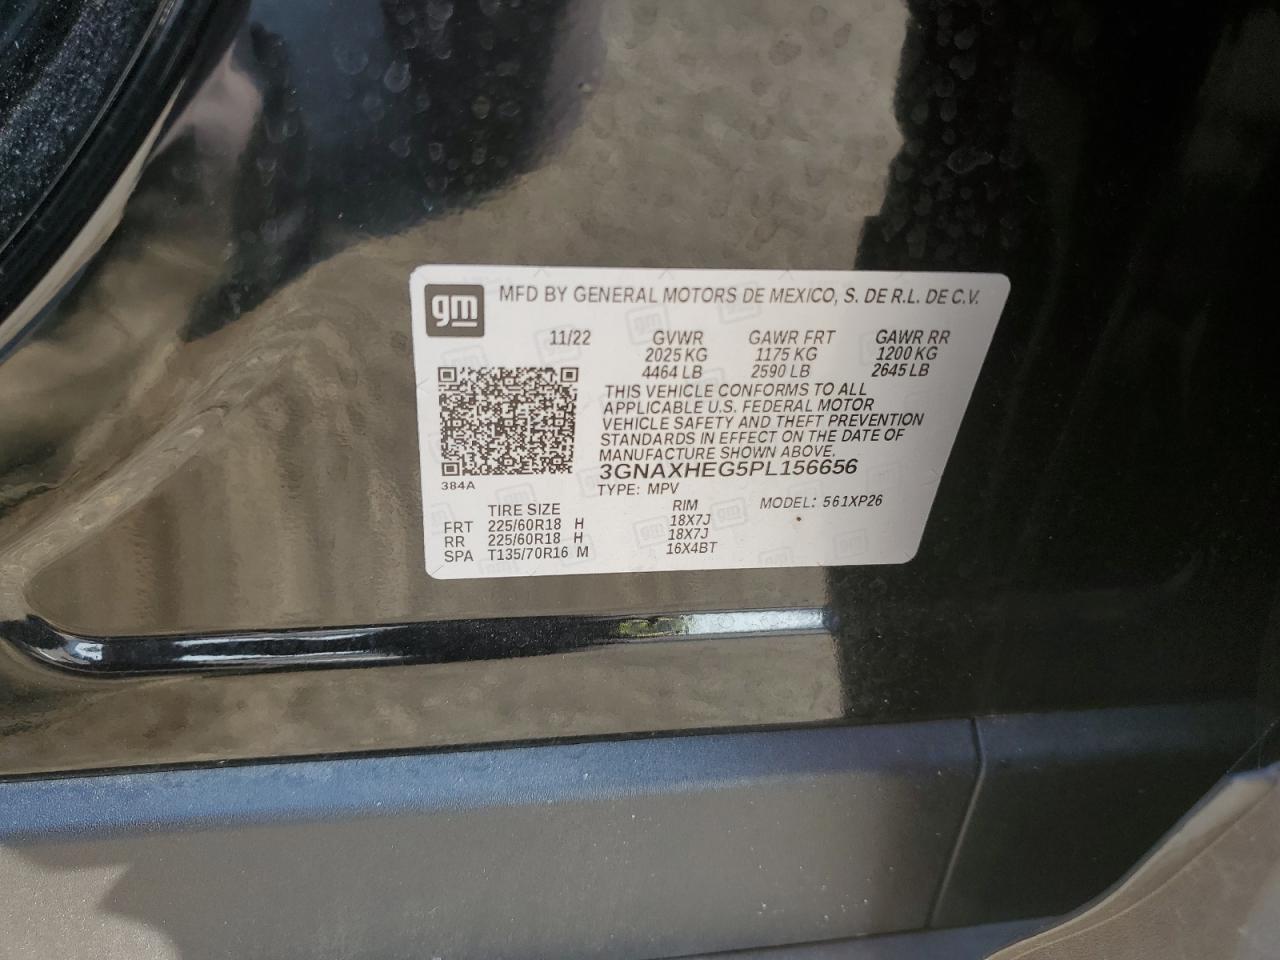 gm MFD BY GENERAL MOTORS DE MEXICO, S. DE R.L. DE C.V.
11/22 GVWR GAWR FRT GAWR RR
2025 KG 1175 KG 1200 KG
4464 LB 2590 LB 2645 LB
THIS VEHICLE CONFORMS TO ALL
APPLICABLE U.S. FEDERAL MOTOR
VEHICLE SAFETY AND THEFT PREVENTION
STANDARDS IN EFFECT ON THE DATE OF
MANUFACTURE SHOWN ABOVE.
3GNAXHEG5PL156656
384A
TYPE: MPV MODEL: 561XP26
TIRE SIZE RIM
FRT 225/60R18 H 18X7J
RR 225/60R18 H 18X7J
SPA T135/70R16 M 16X4BT